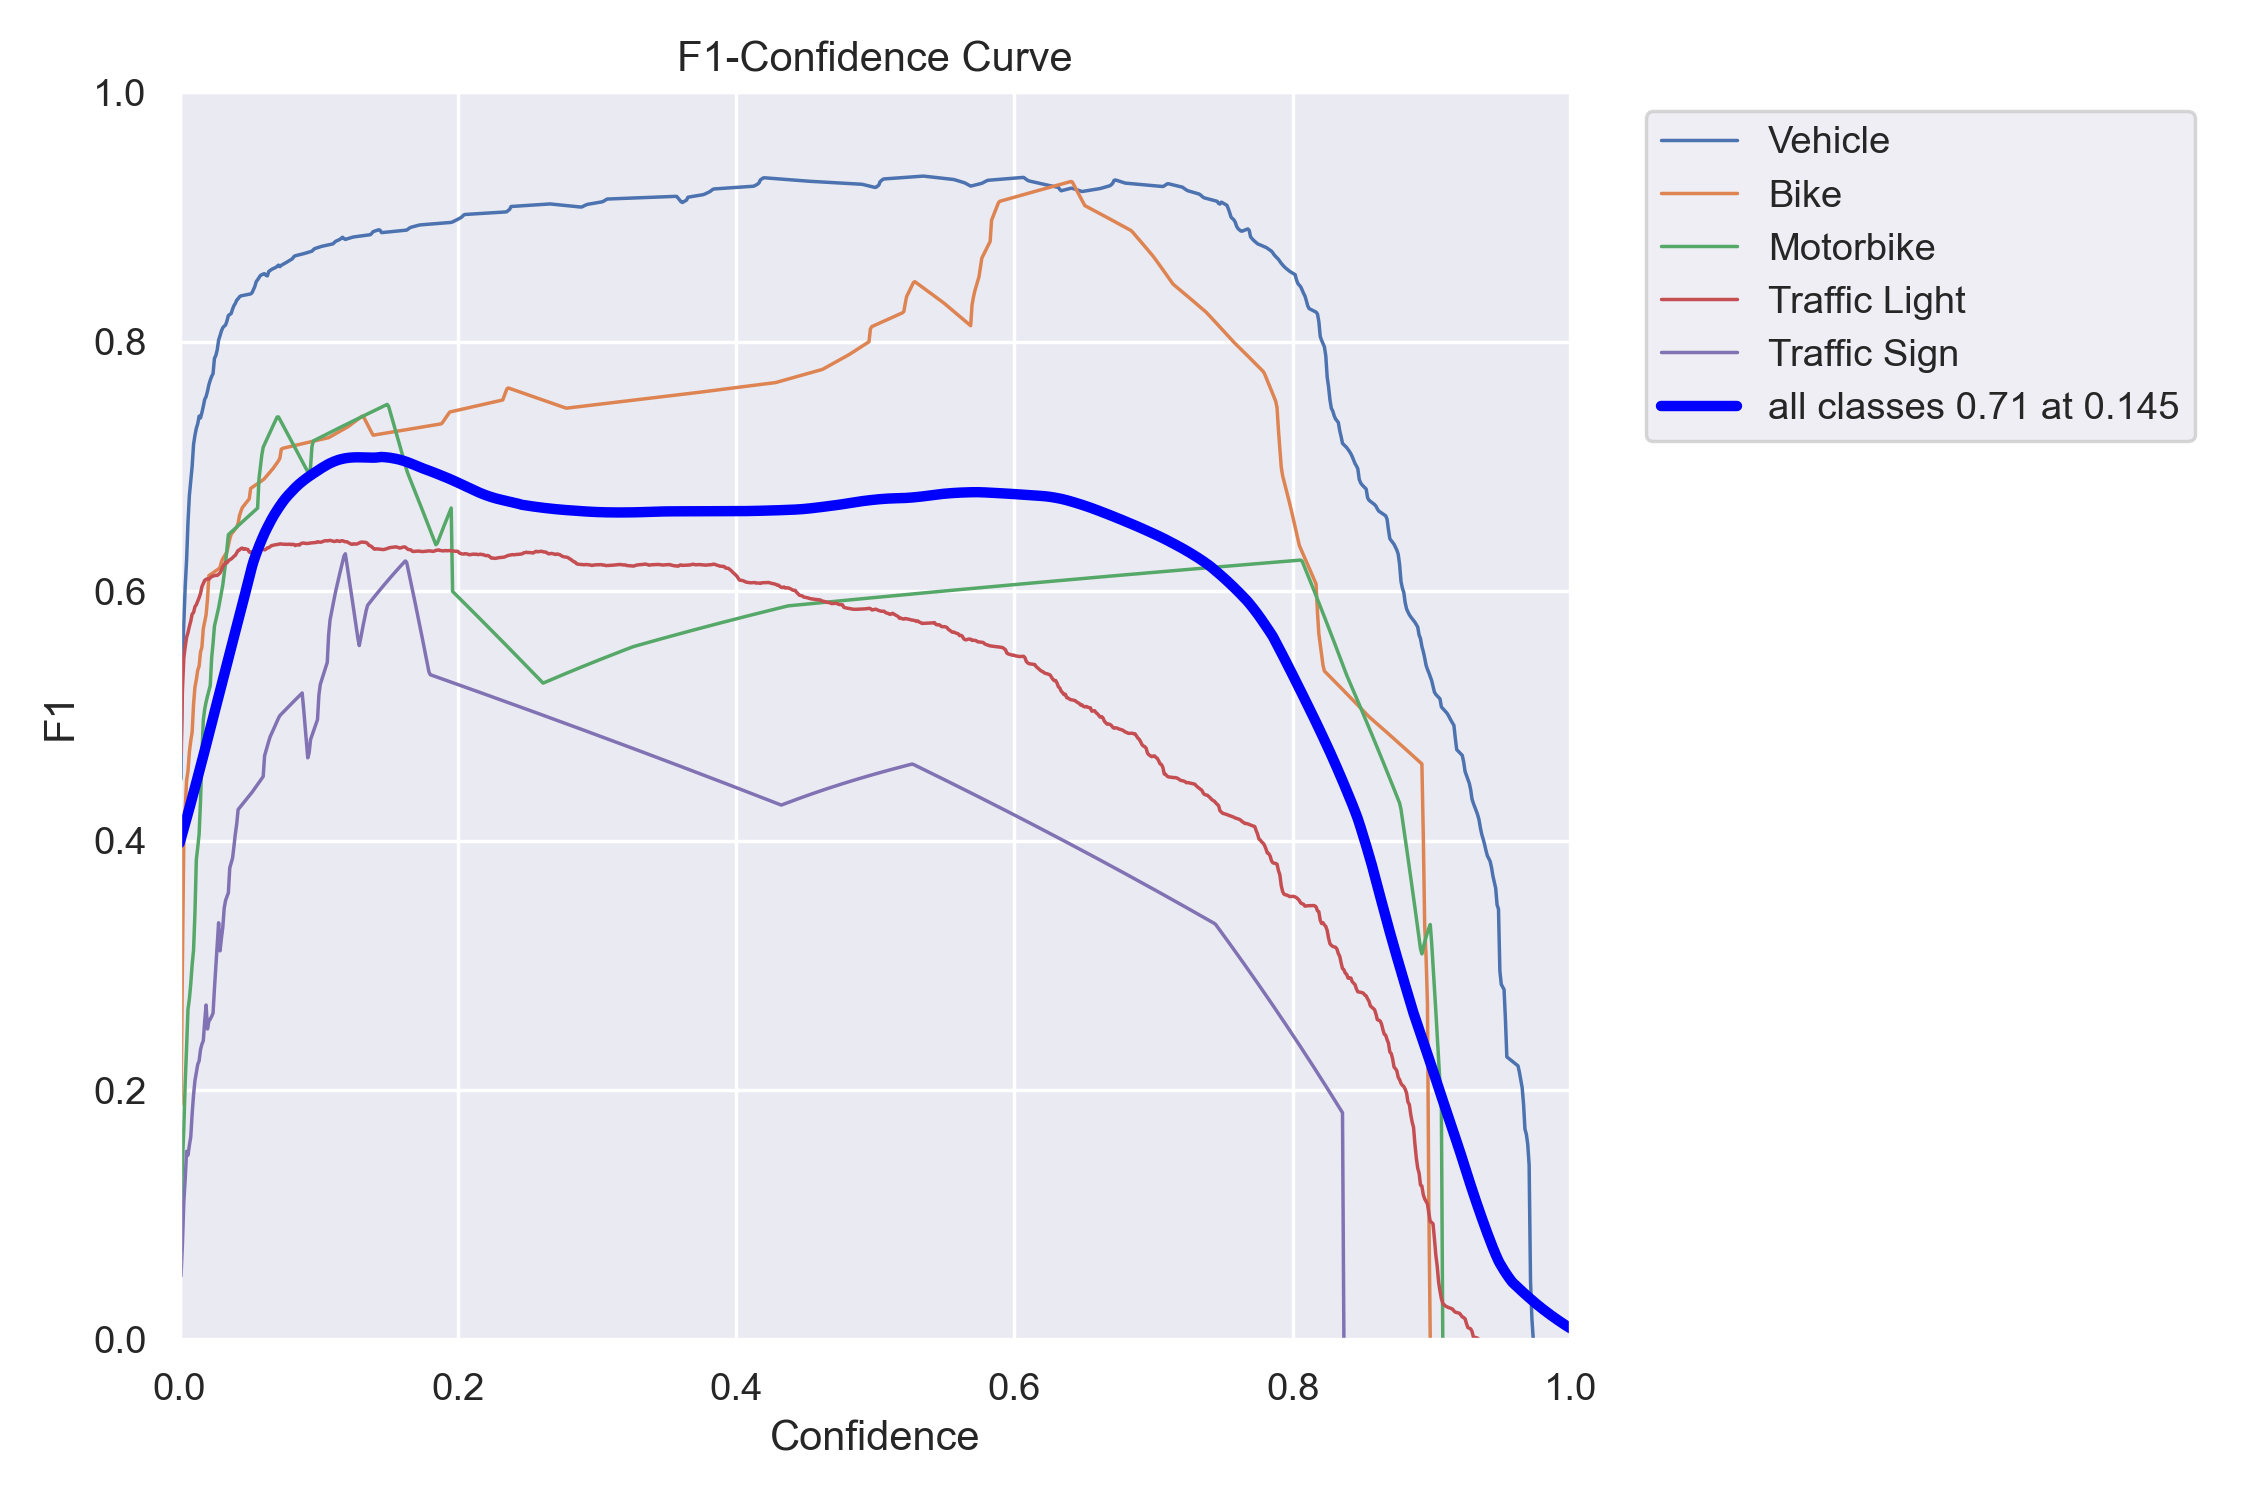 F1-Confidence Curve
1.0
0.8
0.6
0.4
0.2
0.0
F1
0.0 0.2 0.4 0.6 0.8 1.0
Confidence
Vehicle
Bike
Motorbike
Traffic Light
Traffic Sign
all classes 0.71 at 0.145